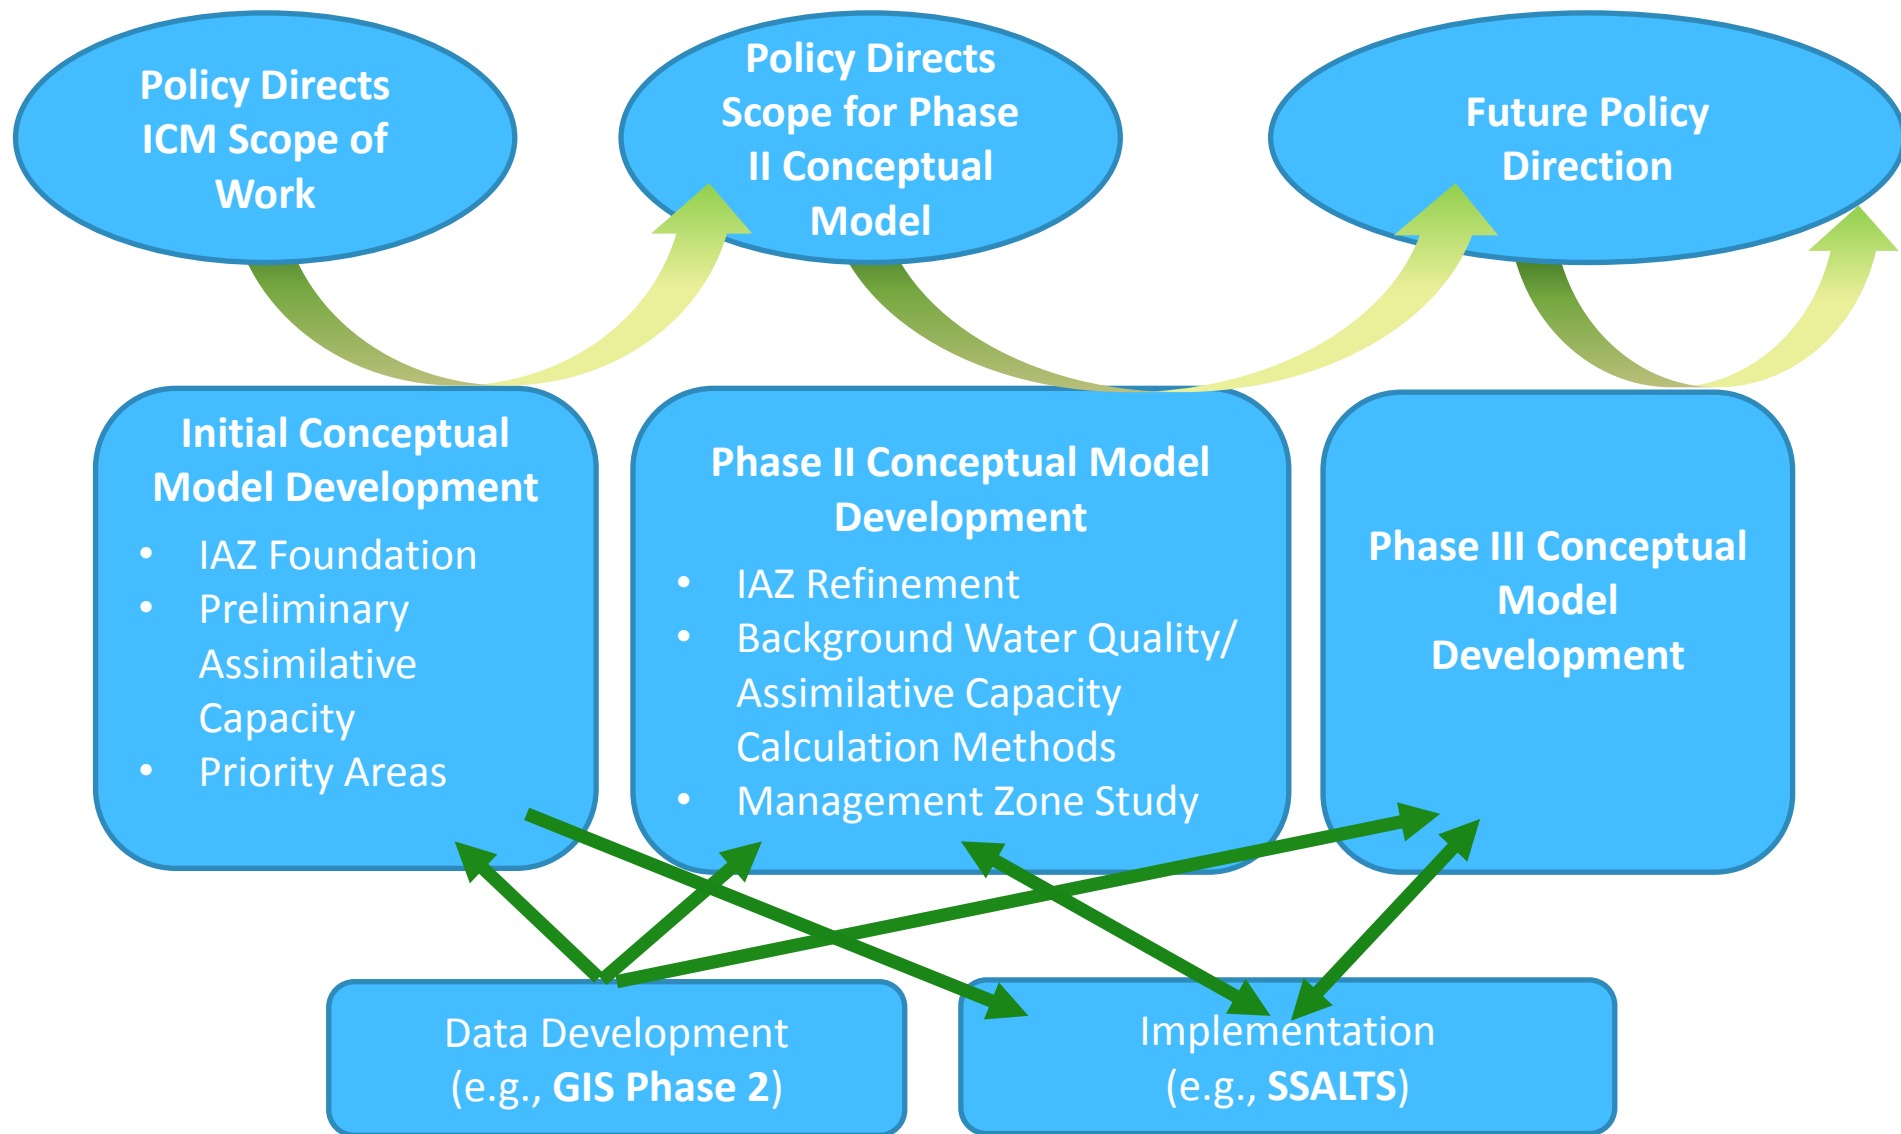 Policy Directs
ICM Scope of
Work
Policy Directs
Scope for Phase
II Conceptual
Model
Future Policy
Direction
Initial Conceptual
Model Development
• IAZ Foundation
• Preliminary
Assimilative
Capacity
• Priority Areas
Phase II Conceptual Model
Development
• IAZ Refinement
• Background Water Quality/
Assimilative Capacity
Calculation Methods
• Management Zone Study
Phase III Conceptual
Model
Development
Data Development
(e.g., GIS Phase 2)
Implementation
(e.g., SSALTS)